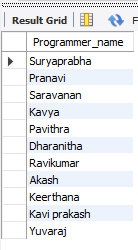 Result Grid
F
Programmer_name
Suryaprabha
Pranavi
Saravanan
Kavya
Pavithra
Dharanitha
Ravikumar
Akash
Keerthana
Kavi prakash
Yuvaraj